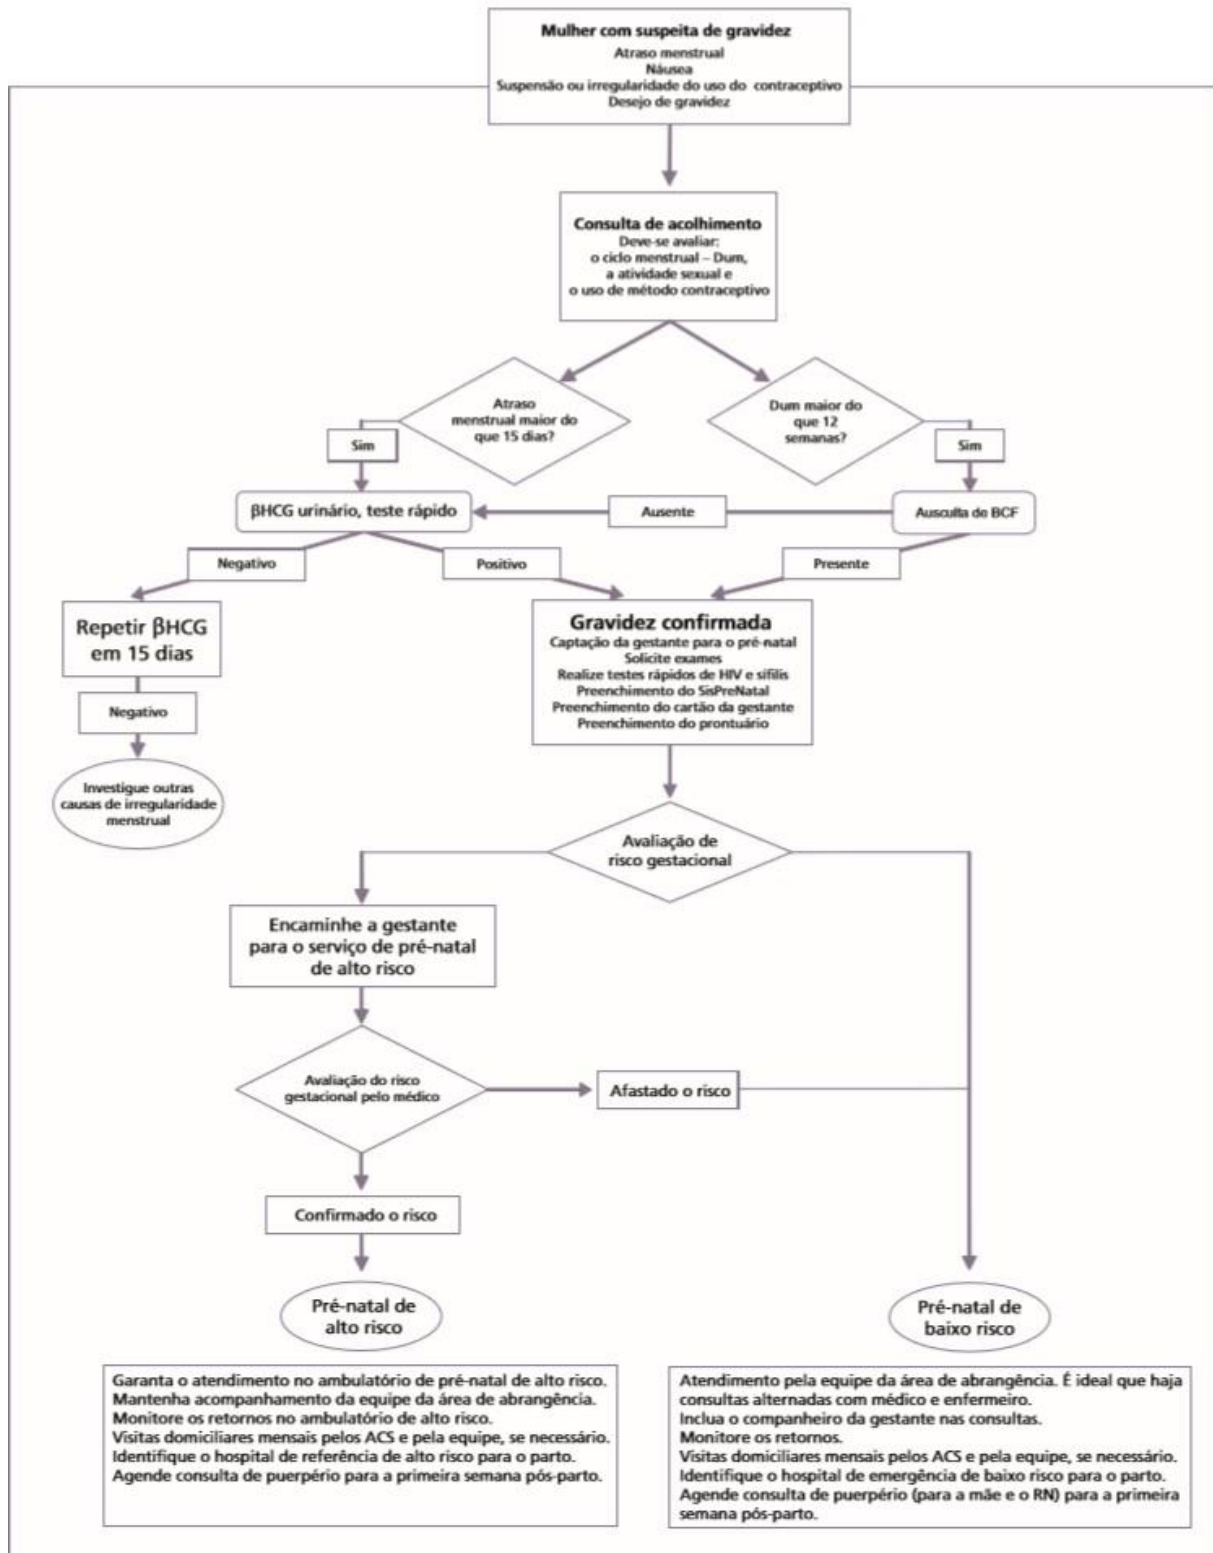 Mulher com suspeita de gravidez
Atraso menstrual
Náusea
Suspensão ou irregularidade do uso do contraceptivo
Desejo de gravidez
Consulta de acolhimento
Deve-se avaliar:
o ciclo menstrual – Dum,
a atividade sexual e
o uso de método contraceptivo
Atraso
menstrual maior do
que 15 dias?
Dum maior do
que 12
semanas?
Sim
Sim
βHCG urinário, teste rápido
Ausente
Ausculta de BCF
Negativo
Positivo
Presente
Repetir βHCG
em 15 dias
Gravidez confirmada
Captação da gestante para o pré-natal
Solicite exames
Realize testes rápidos de HIV e sífilis
Preenchimento do SisPreNatal
Preenchimento do cartão da gestante
Preenchimento do prontuário
Negativo
Investigue outras
causas de irregularidade
menstrual
Avaliação de
risco gestacional
Encaminhe a gestante
para o serviço de pré-natal
de alto risco
Avaliação do risco
gestacional pelo médico
Afastado o risco
Confirmado o risco
Pré-natal de
alto risco
Pré-natal de
baixo risco
Garanta o atendimento no ambulatório de pré-natal de alto risco.
Mantenha acompanhamento da equipe da área de abrangência.
Monitore os retornos no ambulatório de alto risco.
Visitas domiciliares mensais pelos ACS e pela equipe, se necessário.
Identifique o hospital de referência de alto risco para o parto.
Agende consulta de puerpério para a primeira semana pós-parto.
Atendimento pela equipe da área de abrangência. É ideal que haja
consultas alternadas com médico e enfermeiro.
Inclua o companheiro da gestante nas consultas.
Monitore os retornos.
Visitas domiciliares mensais pelos ACS e pela equipe, se necessário.
Identifique o hospital de emergência de baixo risco para o parto.
Agende consulta de puerpério (para a mãe e o RN) para a primeira
semana pós-parto.